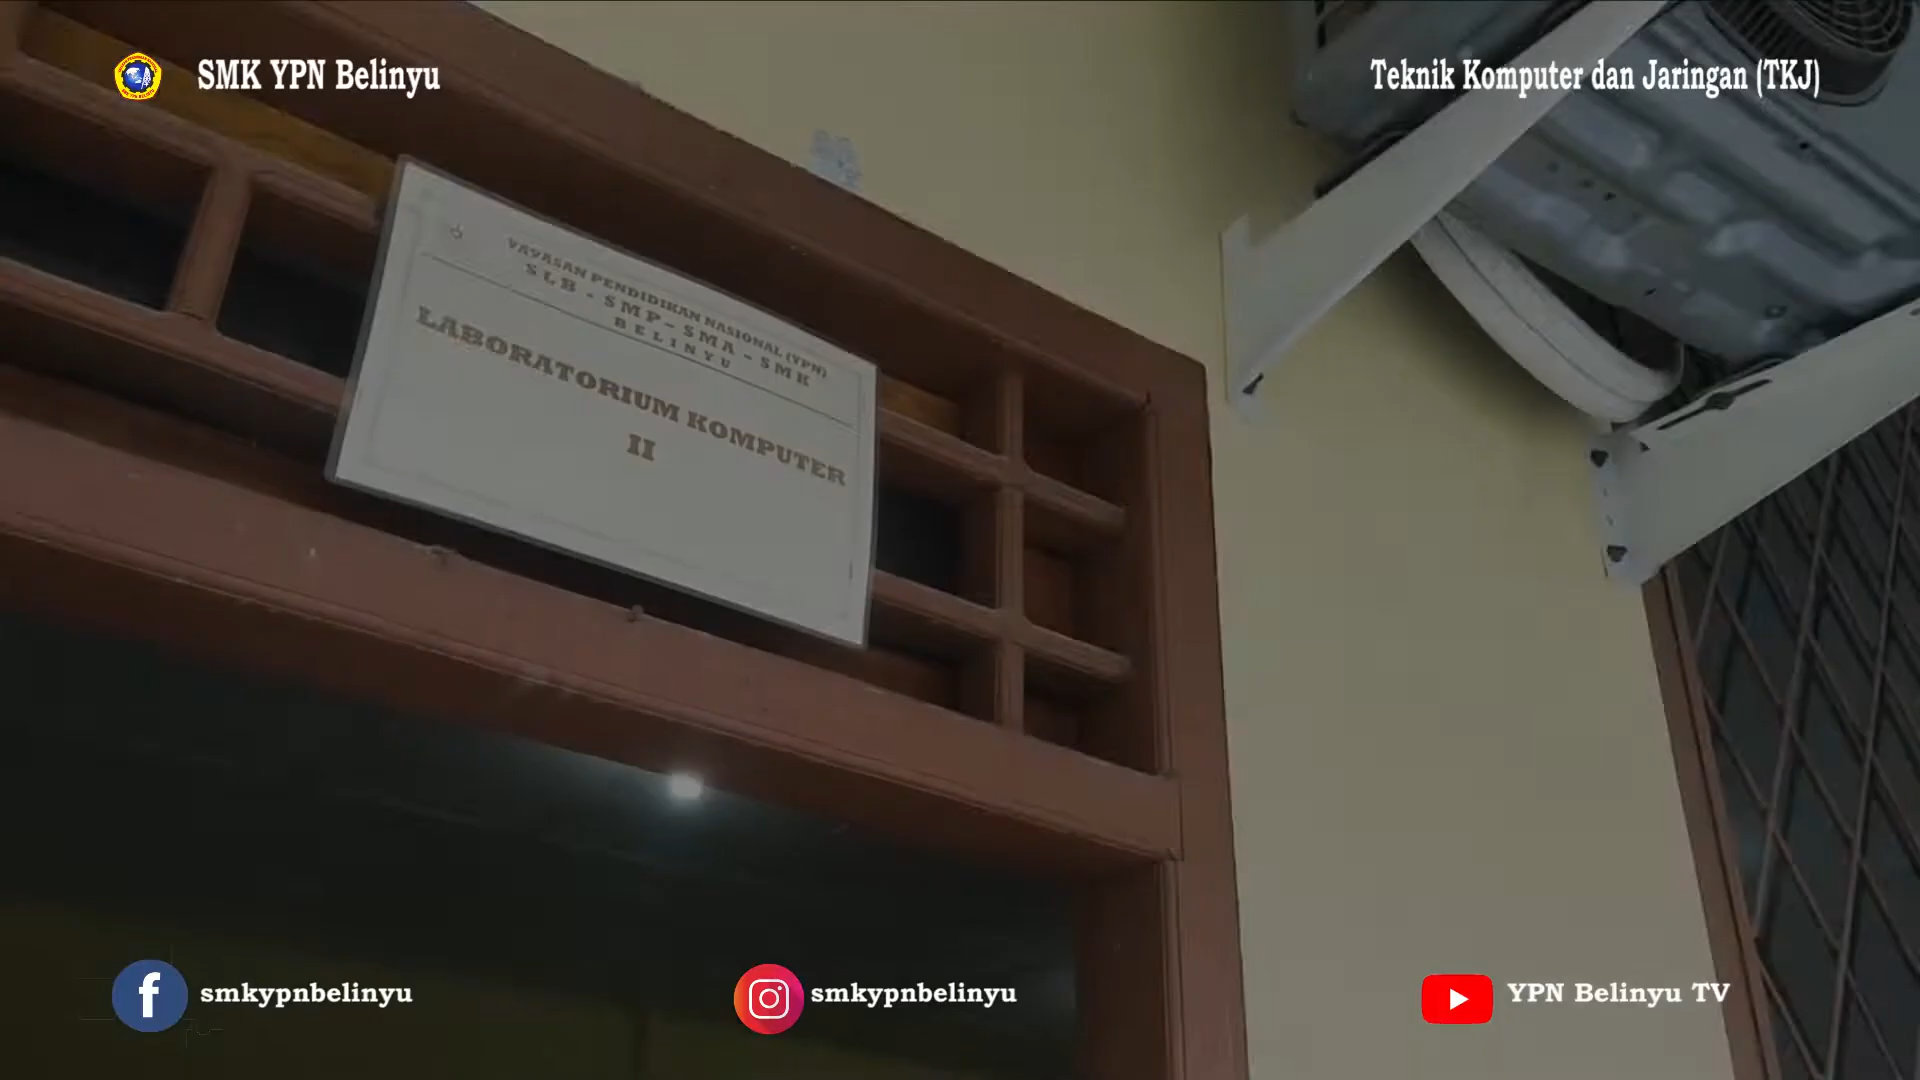 SMK YPN Belinyu
Teknik Komputer dan Jaringan (TKJ)
YAYASAN PENDIDIKAN NASIONAL (YPN)
SLB - SMP - SMA - SMK
BELINYU
LABORATORIUM KOMPUTER
II
smkypnbelinyu
smkypnbelinyu
YPN Belinyu TV